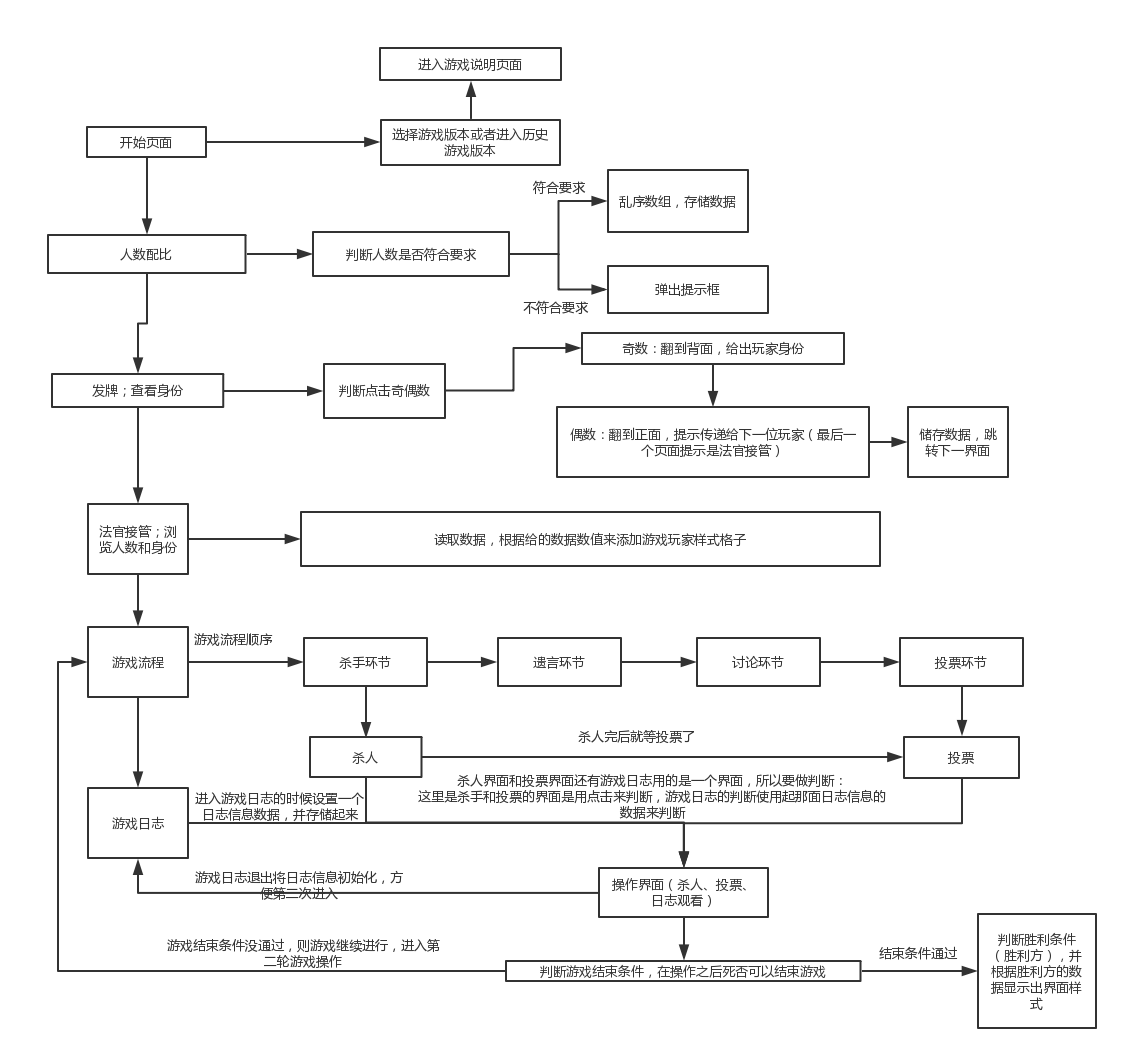 进入游戏说明页面
开始页面
选择游戏版本或者进入历史
游戏版本
符合要求
乱序数组，存储数据
人数配比
判断人数是否符合要求
弹出提示框
不符合要求
奇数：翻到背面，给出玩家身份
发牌；查看身份
判断点击奇偶数
偶数：翻到正面，提示传递给下一位玩家（最后一
个页面提示是法官接管）
储存数据，跳
转下一界面
法官接管；浏
览人数和身份
读取数据，根据给的数据数值来添加游戏玩家样式格子
游戏流程
游戏流程顺序
杀手环节
遗言环节
讨论环节
投票环节
杀人
杀人完后就等投票了
投票
杀人界面和投票界面还有游戏日志用的是一个界面，所以要做判断：
这里是杀手和投票的界面是用点击来判断，游戏日志的判断使用起那面日志信息的
数据来判断
进入游戏日志的时候设置一个
日志信息数据，并存储起来
游戏日志
游戏日志退出将日志信息初始化，方
便第二次进入
操作界面（杀人、投票、
日志观看）
游戏结束条件没通过，则游戏继续进行，进入第
二轮游戏操作
判断游戏结束条件，在操作之后死否可以结束游戏
结束条件通过
判断胜利条件
（胜利方），并
根据胜利方的数
据显示出界面样
式